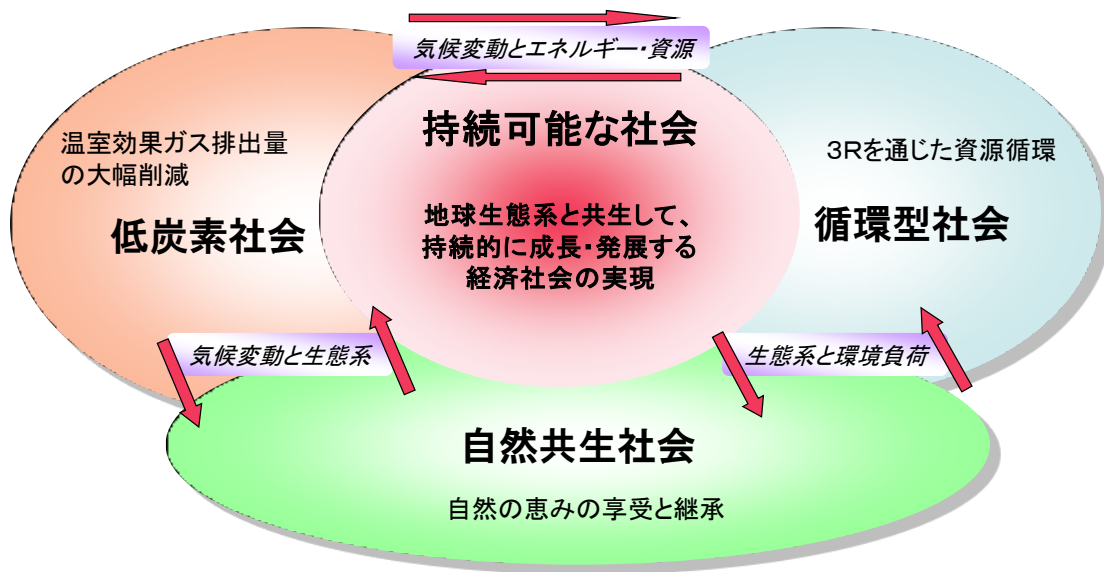 気候変動とエネルギー・資源
持続可能な社会
温室効果ガス排出量
の大幅削減
低炭素社会
3Rを通じた資源循環
循環型社会
地球生態系と共生して、
持続的に成長・発展する
経済社会の実現
気候変動と生態系
生態系と環境負荷
自然共生社会
自然の恵みの享受と継承